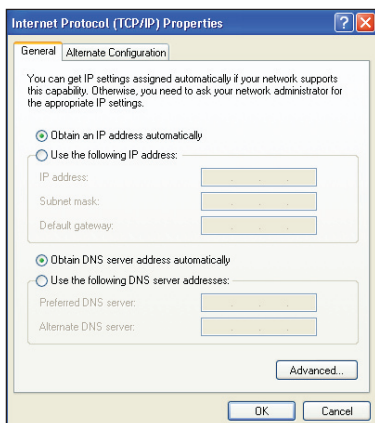 Internet Protocol (TCP/IP) Properties
General
Alternate Configuration
You can get IP settings assigned automatically if your network supports
this capability. Otherwise, you need to ask your network administrator for
the appropriate IP settings.
Obtain an IP address automatically
Use the following IP address:
IP address:
Subnet mask:
Default gateway:
Obtain DNS server address automatically
Use the following DNS server addresses:
Preferred DNS server:
Alternate DNS server:
Advanced...
OK
Cancel